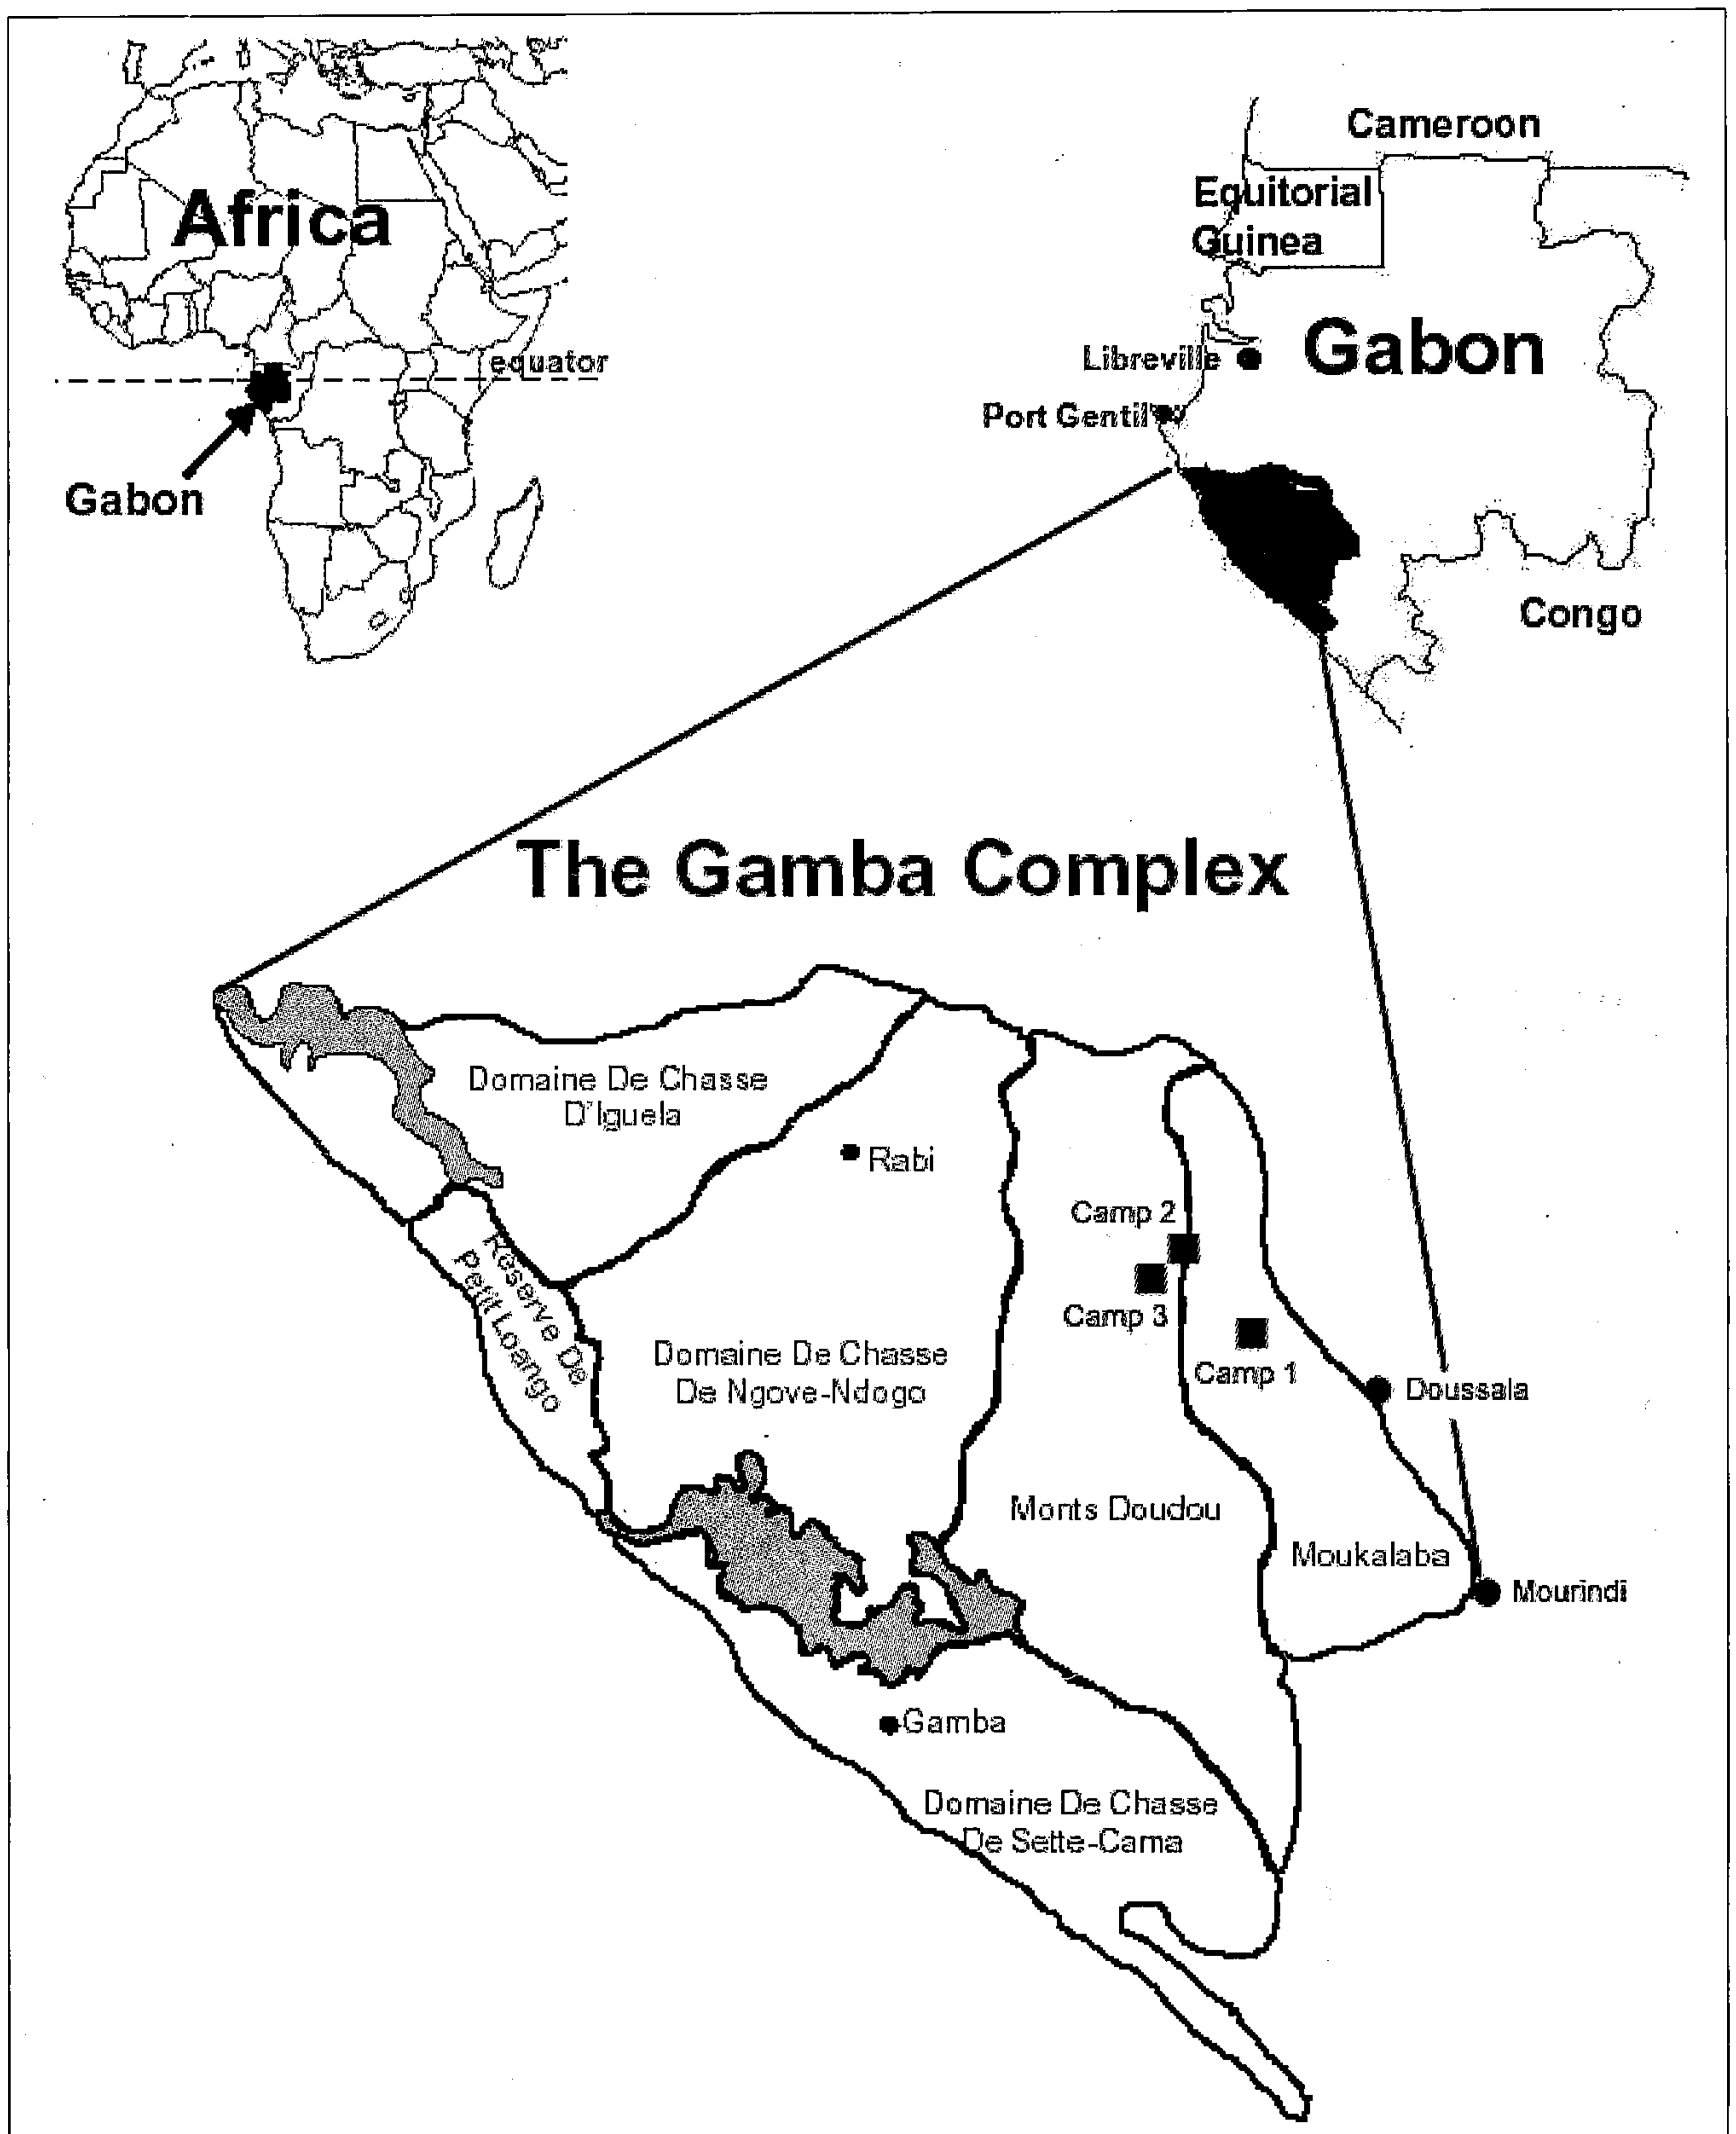 Africa
equator
Gabon
Cameroon
Equitorial
Guinea
Libreville
Gabon
Port Gentil
Congo
The Gamba Complex
Domaine De Chasse
D'Iguela
Rabi
Camp 2
Camp 3
Camp 1
Reserve De
Petit Loango
Domaine De Chasse
De Ngove-Ndogo
Doussala
Monts Doudou
Moukalaba
Mourindi
Gamba
Domaine De Chasse
De Sette-Cama